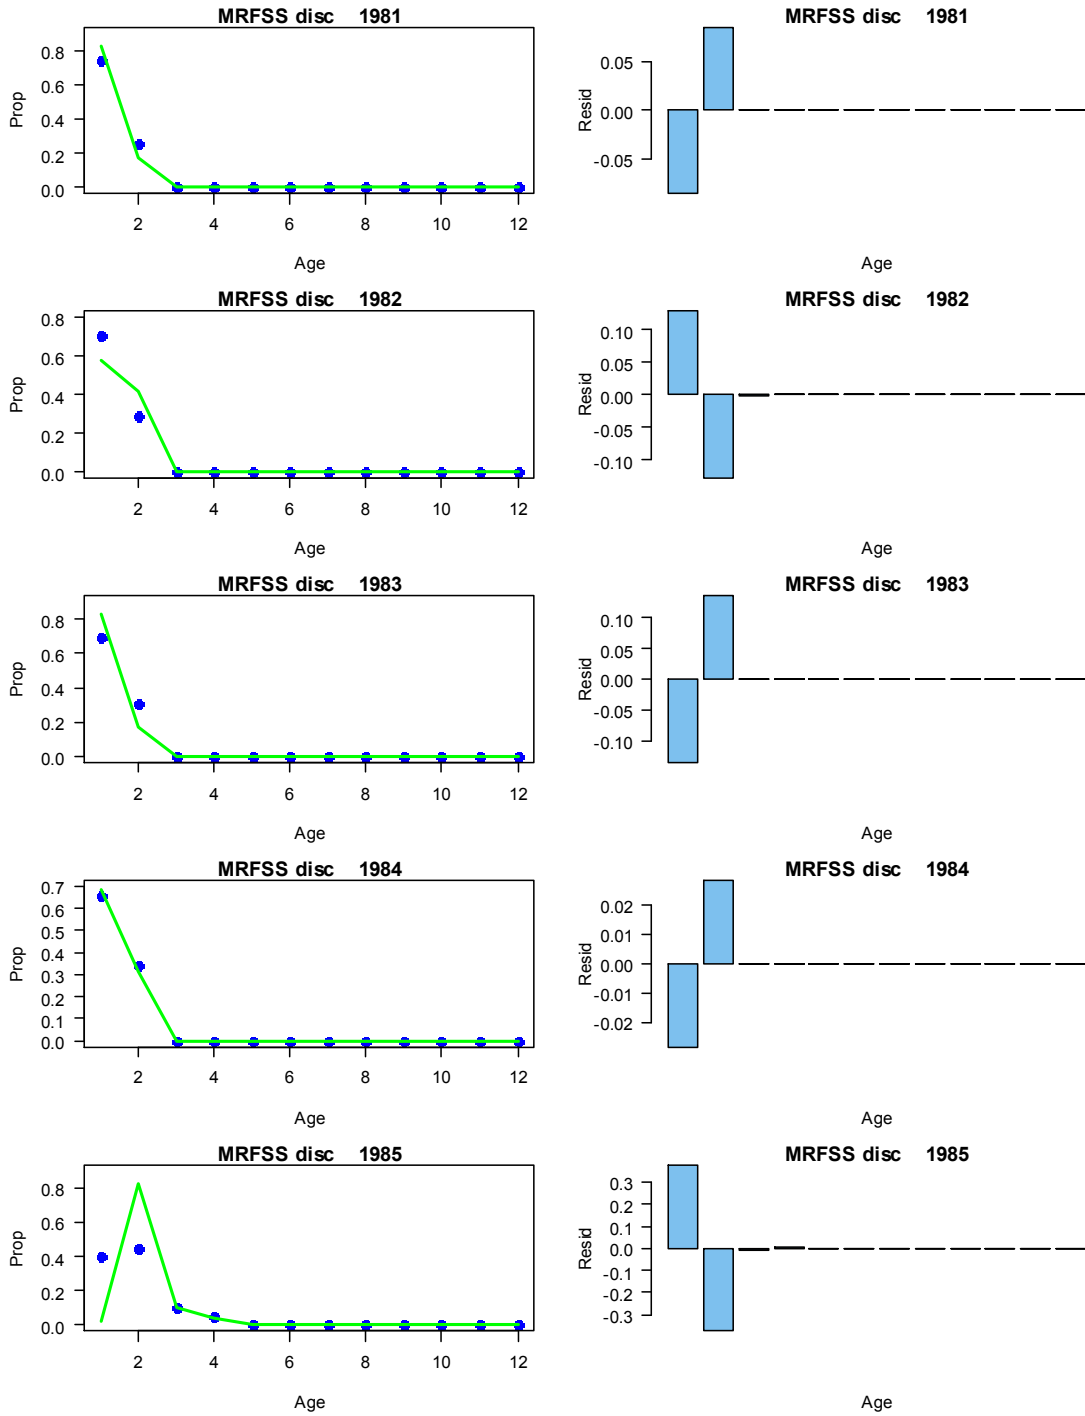 MRFSS disc 1981
Prop
0.8
0.6
0.4
0.2
0.0
2 4 6 8 10 12
Age
MRFSS disc 1981
Resid
0.05
0.00
-0.05
Age
MRFSS disc 1982
Prop
0.8
0.6
0.4
0.2
0.0
2 4 6 8 10 12
Age
MRFSS disc 1982
Resid
0.10
0.05
0.00
-0.05
-0.10
Age
MRFSS disc 1983
Prop
0.8
0.6
0.4
0.2
0.0
2 4 6 8 10 12
Age
MRFSS disc 1983
Resid
0.10
0.05
0.00
-0.05
-0.10
Age
MRFSS disc 1984
Prop
0.7
0.6
0.5
0.4
0.3
0.2
0.1
0.0
2 4 6 8 10 12
Age
MRFSS disc 1984
Resid
0.02
0.01
0.00
-0.01
-0.02
Age
MRFSS disc 1985
Prop
0.8
0.6
0.4
0.2
0.0
2 4 6 8 10 12
Age
MRFSS disc 1985
Resid
0.3
0.2
0.1
0.0
-0.1
-0.2
-0.3
Age